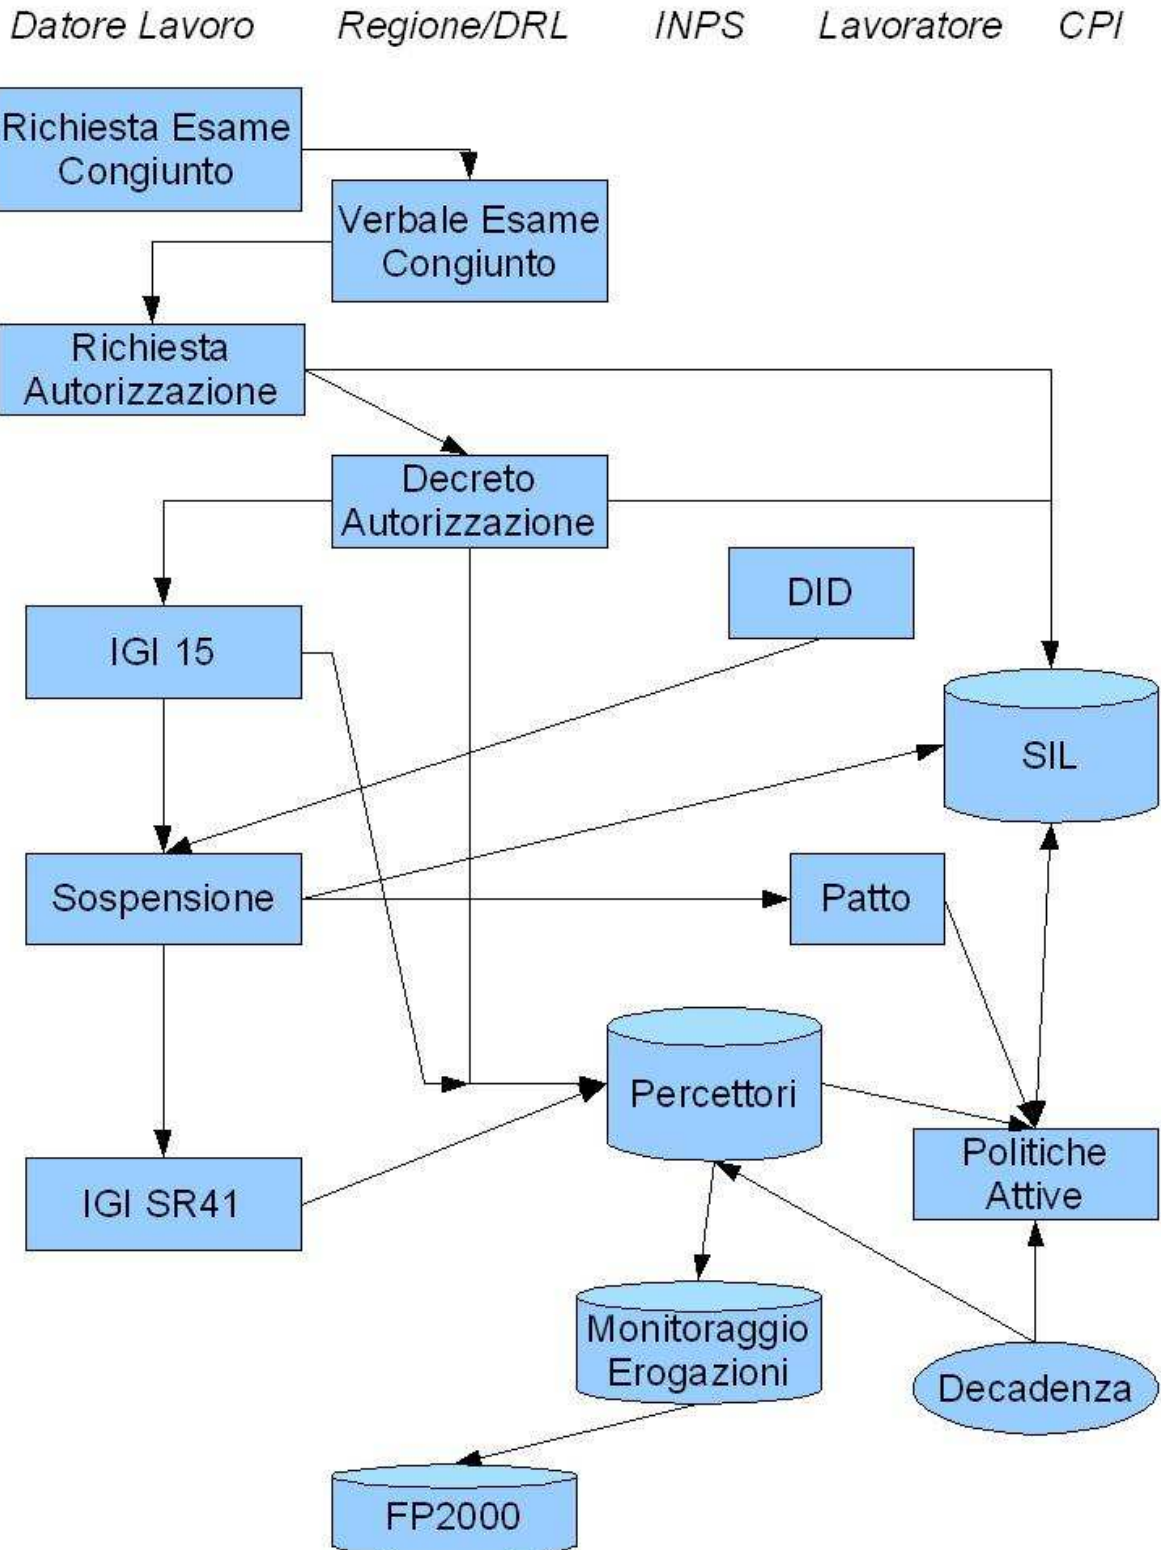 Datore Lavoro Regione/DRL INPS Lavoratore CPI
Richiesta Esame
Congiunto
Verbale Esame
Congiunto
Richiesta
Autorizzazione
Decreto
Autorizzazione
DID
IGI 15
SIL
Sospensione
Patto
Percettori
Politiche
Attive
IGI SR41
Monitoraggio
Erogazioni
Decadenza
FP2000